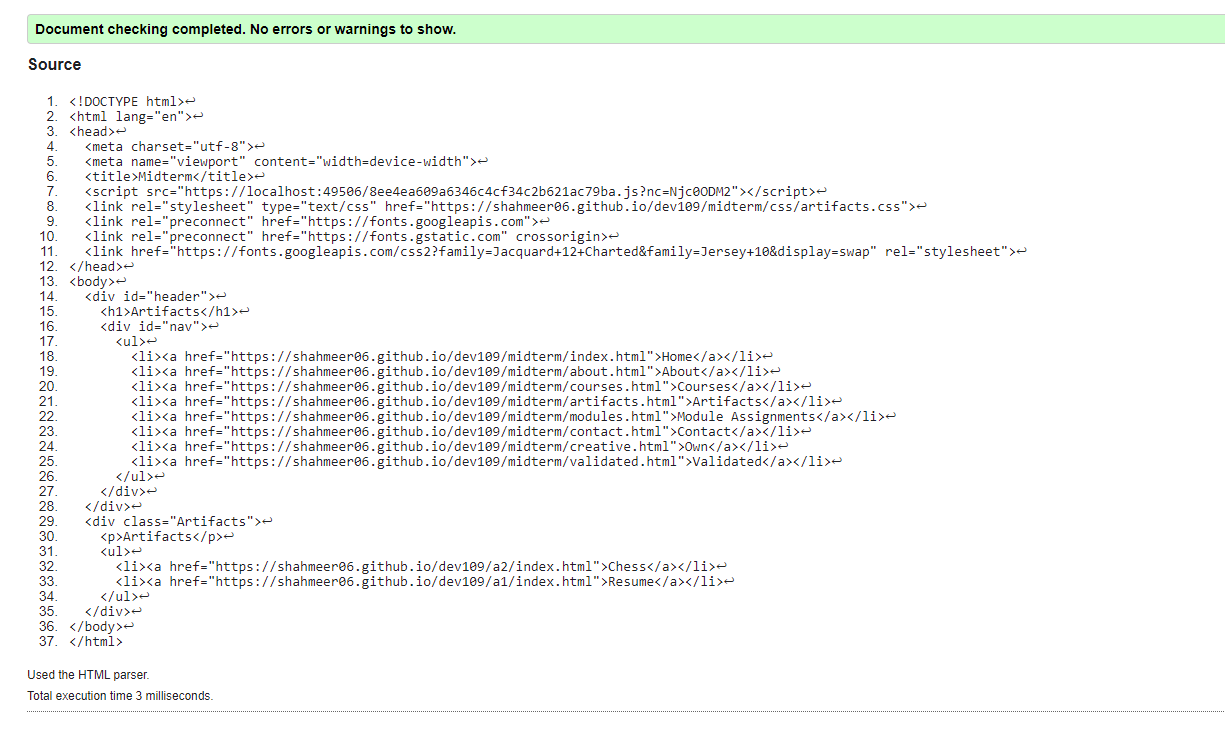 Document checking completed. No errors or warnings to show.
Source
1. <!DOCTYPE html>↩
2. <html lang="en">↩
3. <head>↩
4.   <meta charset="utf-8">↩
5.   <meta name="viewport" content="width=device-width">↩
6.   <title>Midterm</title>↩
7.   <script src="https://localhost:49506/8ee4ea609a6346c4cf34c2b621ac79ba.js?nc=Njc0ODM2"></script>↩
8.   <link rel="stylesheet" type="text/css" href="https://shahmeer06.github.io/dev109/midterm/css/artifacts.css">↩
9.   <link rel="preconnect" href="https://fonts.googleapis.com">↩
10.   <link rel="preconnect" href="https://fonts.gstatic.com" crossorigin>↩
11.   <link href="https://fonts.googleapis.com/css2?family=Jacquard+12+Charted&family=Jersey+10&display=swap" rel="stylesheet">↩
12. </head>↩
13. <body>↩
14.   <div id="header">↩
15.     <h1>Artifacts</h1>↩
16.     <div id="nav">↩
17.       <ul>↩
18.         <li><a href="https://shahmeer06.github.io/dev109/midterm/index.html">Home</a></li>↩
19.         <li><a href="https://shahmeer06.github.io/dev109/midterm/about.html">About</a></li>↩
20.         <li><a href="https://shahmeer06.github.io/dev109/midterm/courses.html">Courses</a></li>↩
21.         <li><a href="https://shahmeer06.github.io/dev109/midterm/artifacts.html">Artifacts</a></li>↩
22.         <li><a href="https://shahmeer06.github.io/dev109/midterm/modules.html">Module Assignments</a></li>↩
23.         <li><a href="https://shahmeer06.github.io/dev109/midterm/contact.html">Contact</a></li>↩
24.         <li><a href="https://shahmeer06.github.io/dev109/midterm/creative.html">Own</a></li>↩
25.         <li><a href="https://shahmeer06.github.io/dev109/midterm/validated.html">Validated</a></li>↩
26.       </ul>↩
27.     </div>↩
28.   </div>↩
29.   <div class="Artifacts">↩
30.     <p>Artifacts</p>↩
31.     <ul>↩
32.       <li><a href="https://shahmeer06.github.io/dev109/a2/index.html">Chess</a></li>↩
33.       <li><a href="https://shahmeer06.github.io/dev109/a1/index.html">Resume</a></li>↩
34.     </ul>↩
35.   </div>↩
36. </body>↩
37. </html>
Used the HTML parser.
Total execution time 3 milliseconds.